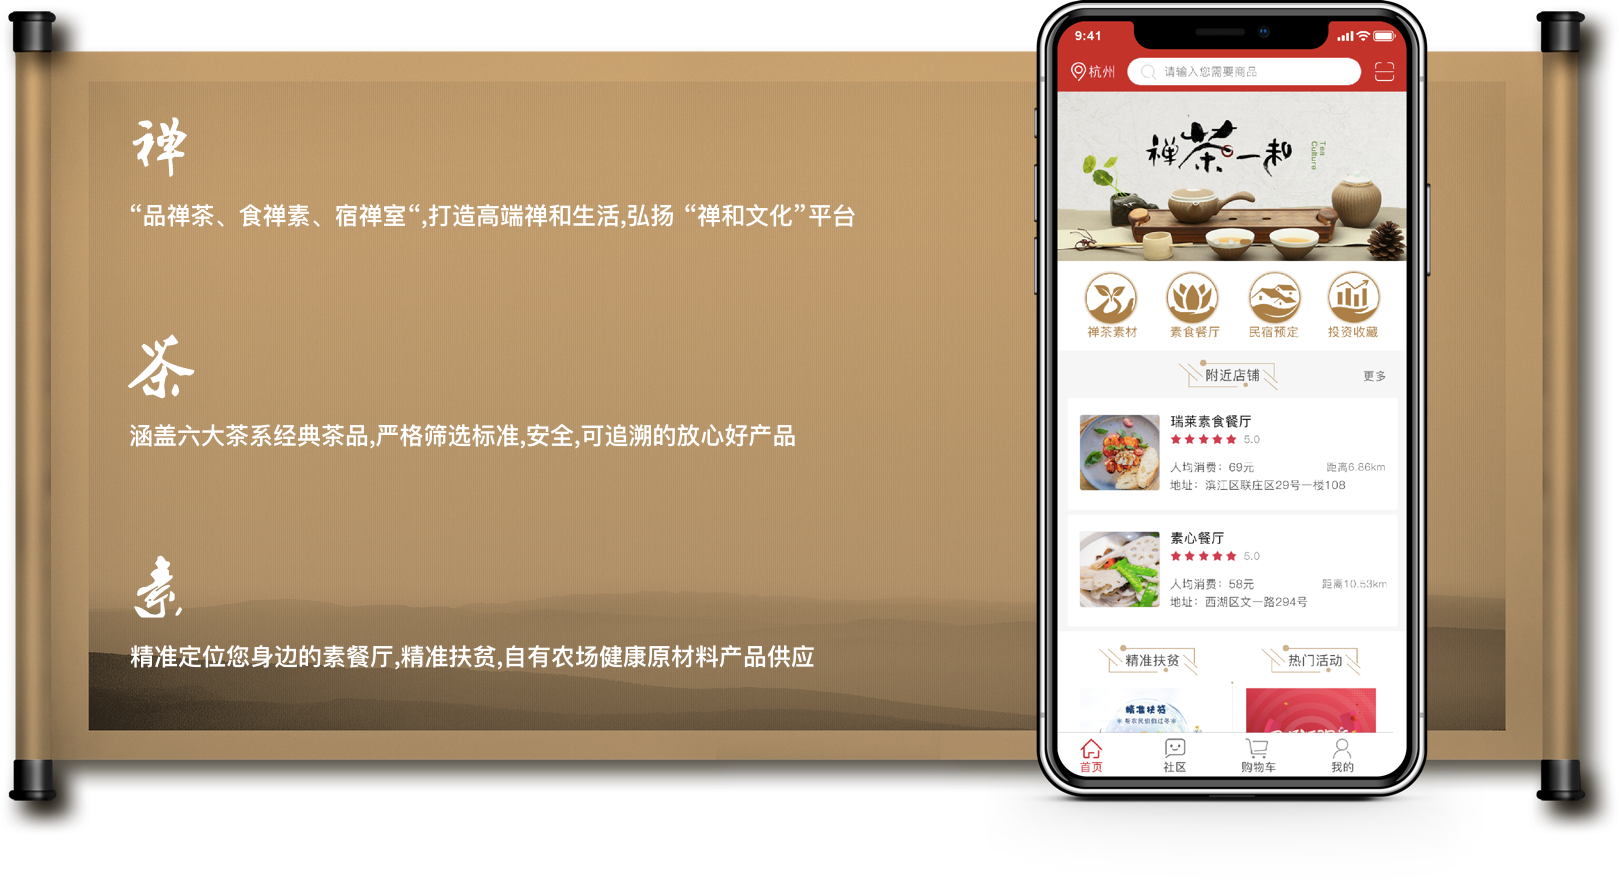 禅
“品禅茶、食禅素、宿禅室“,打造高端禅和生活,弘扬 “禅和文化”平台
茶
涵盖六大茶系经典茶品,严格筛选标准,安全,可追溯的放心好产品
素
精准定位您身边的素餐厅,精准扶贫,自有农场健康原材料产品供应
9:41
杭州
请输入您需要商品
禅茶一和
Tea
Culture
禅茶素材
素食餐厅
民宿预定
投资收藏
附近店铺
更多
瑞莱素食餐厅
5.0
人均消费：69元
距离6.86km
地址：滨江区联庄区29号一楼108
素心餐厅
5.0
人均消费：58元
距离10.53km
地址：西湖区文一路294号
精准扶贫
热门活动
精准扶贫
首页
社区
购物车
我的